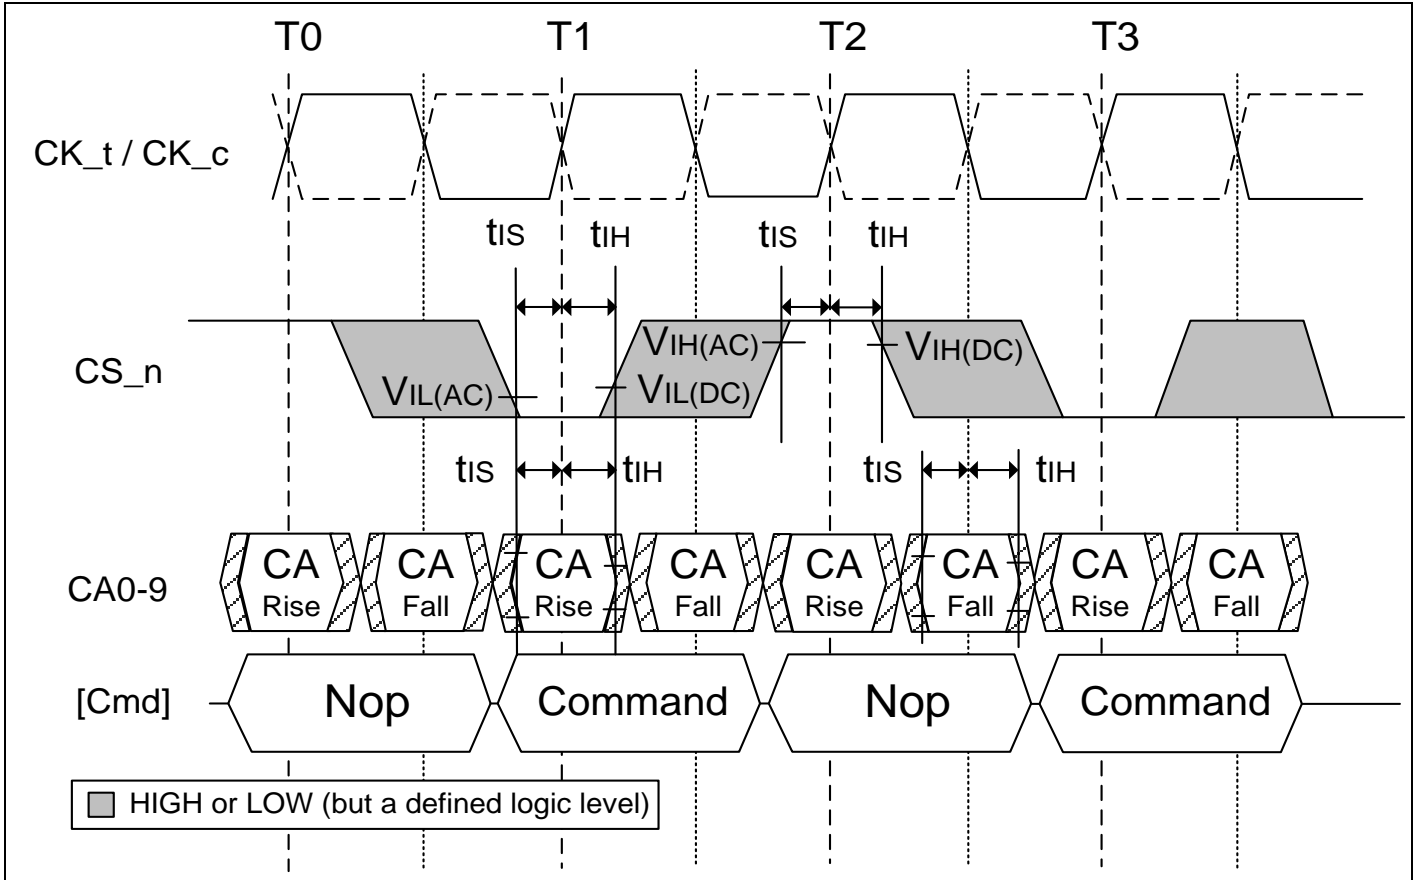 T0 T1 T2 T3
CK_t / CK_c
tIS tIH tIS tIH
CS_n
VIH(AC) VIH(DC)
VIL(AC) VIL(DC)
tIS tIH tIS tIH
CA0-9
CA CA CA CA CA CA CA CA
Rise Fall Rise Fall Rise Fall Rise Fall
[Cmd] Nop Command Nop Command
HIGH or LOW (but a defined logic level)